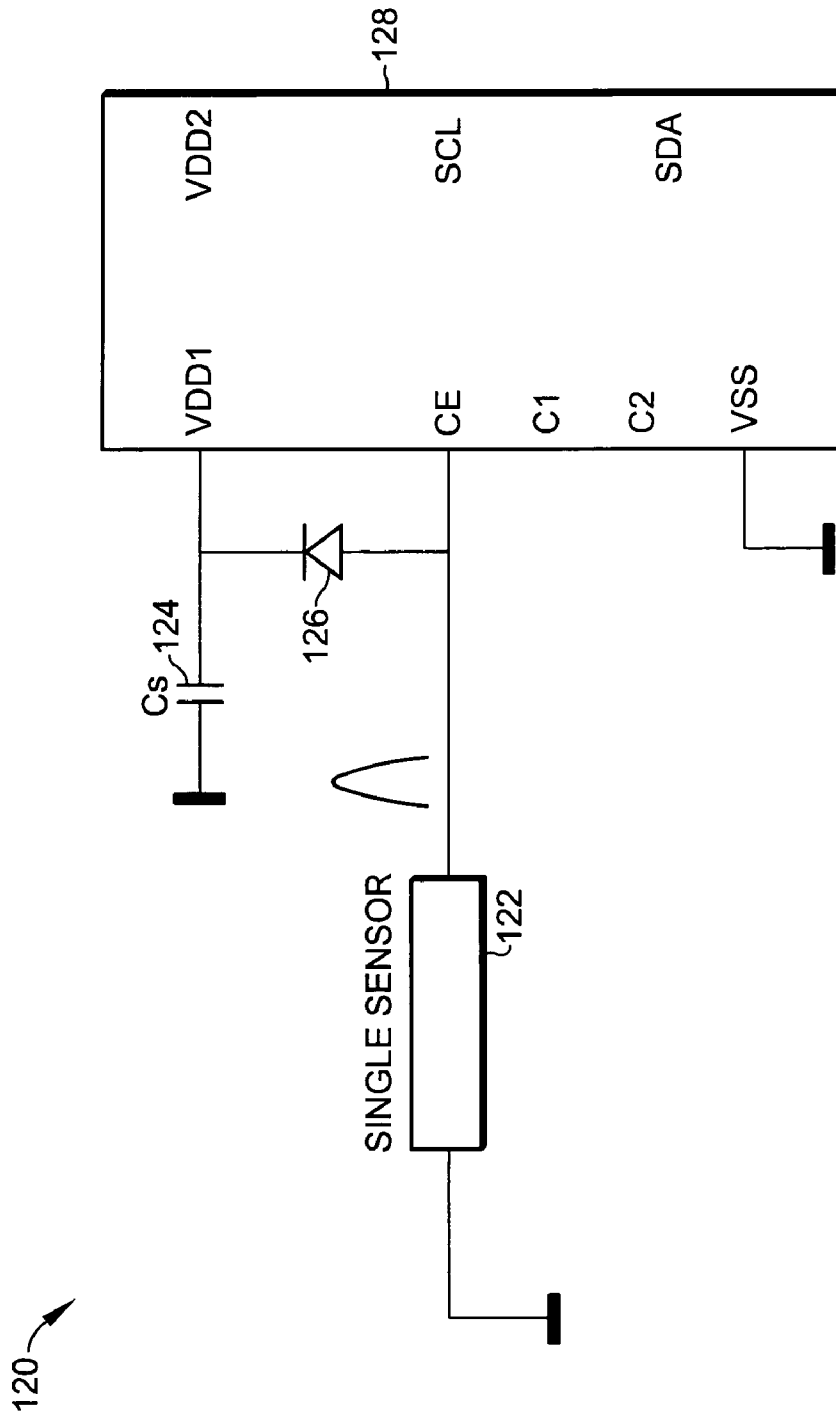 120
SINGLE SENSOR
122
Cs
124
126
VDD1
CE
C1
C2
VSS
VDD2
SCL
SDA
128